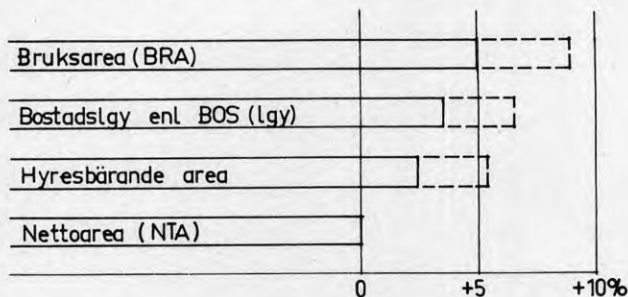 Bruksarea (BRA)
Bostadslgy enl BOS (lgy)
Hyresbärande area
Nettoarea (NTA)
0 +5 +10%